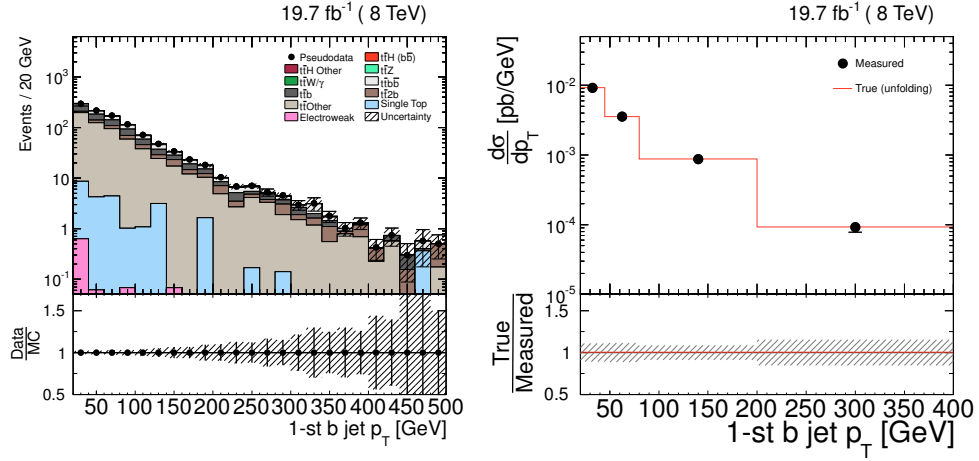 19.7 fb⁻¹ ( 8 TeV)
Events / 20 GeV
10³
10²
10
1
10⁻¹
Pseudodata
tt̄H Other
tt̄W/γ
tt̄b
tt̄Other
Electroweak
tt̄H (bb̄)
tt̄Z
tt̄bb̄
tt̄2b
Single Top
Uncertainty
Data
MC
1.5
1
0.5
50 100 150 200 250 300 350 400 450 500
1-st b jet p_T [GeV]
19.7 fb⁻¹ ( 8 TeV)
dσ
dp_T [pb/GeV]
10⁻²
10⁻³
10⁻⁴
10⁻⁵
Measured
True (unfolding)
True
Measured
1.5
1
0.5
50 100 150 200 250 300 350 400
1-st b jet p_T [GeV]